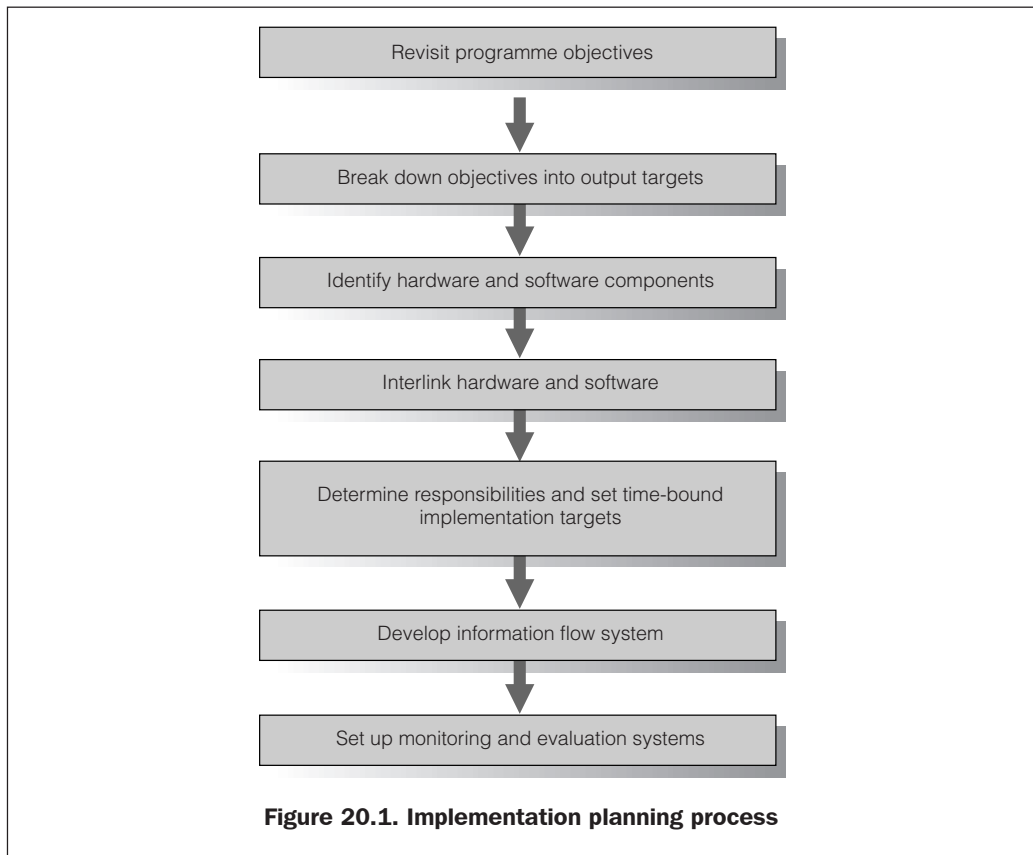 Revisit programme objectives
Break down objectives into output targets
Identify hardware and software components
Interlink hardware and software
Determine responsibilities and set time-bound
implementation targets
Develop information flow system
Set up monitoring and evaluation systems
Figure 20.1. Implementation planning process